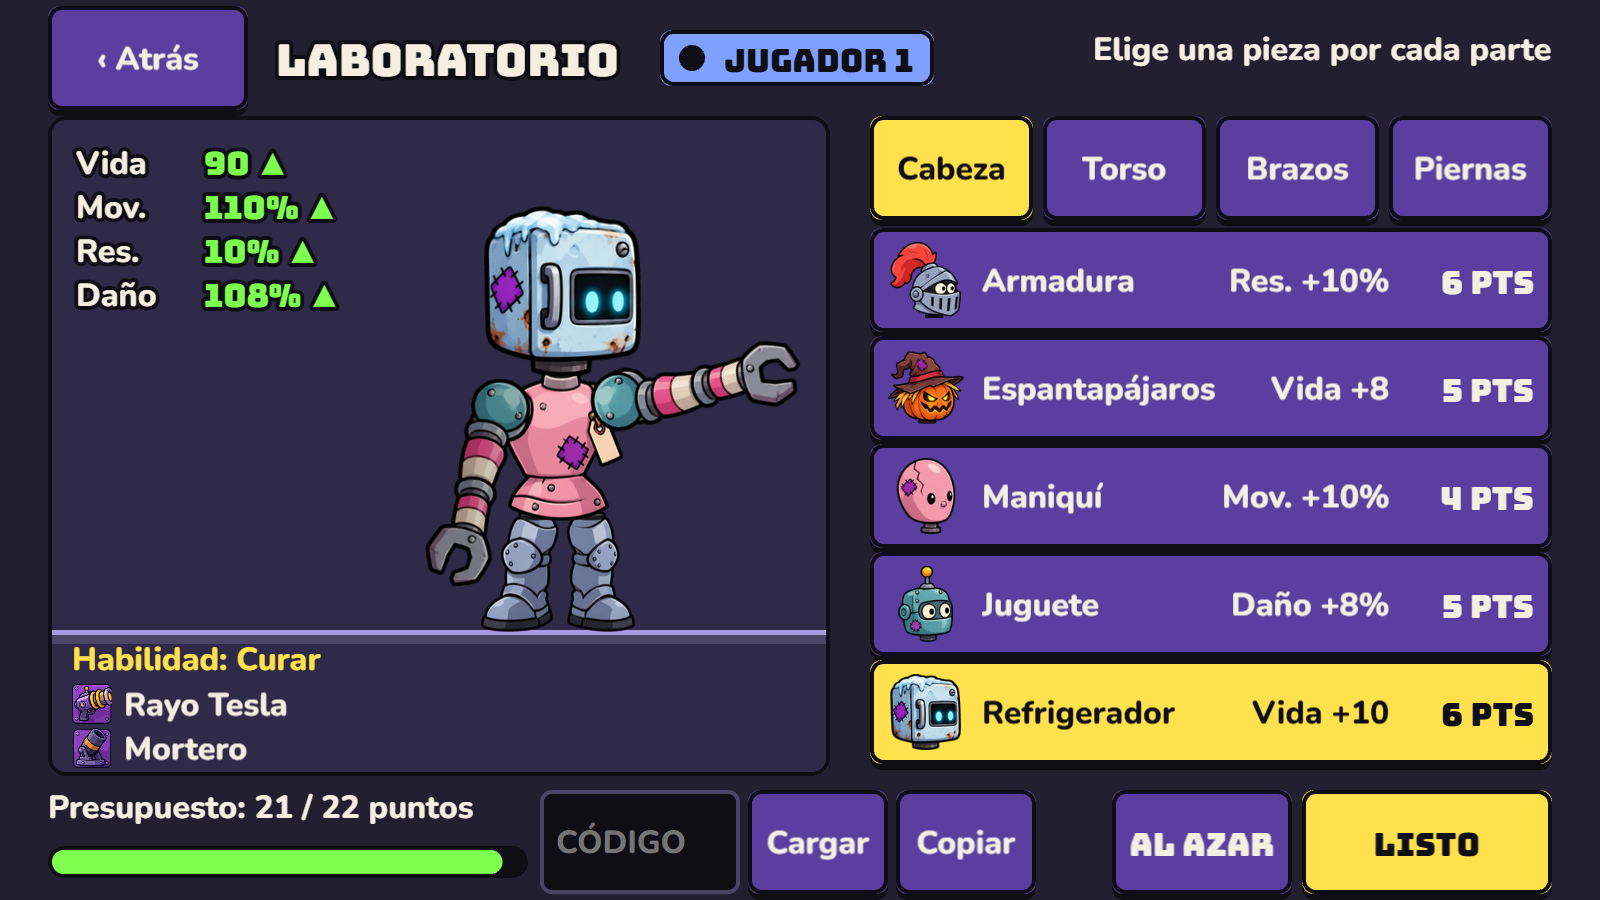 ‹ Atrás
LABORATORIO
JUGADOR 1
Elige una pieza por cada parte
Vida 90 ▲
Mov. 110% ▲
Res. 10% ▲
Daño 108% ▲
Habilidad: Curar
Rayo Tesla
Mortero
Cabeza
Torso
Brazos
Piernas
Armadura Res. +10% 6 PTS
Espantapájaros Vida +8 5 PTS
Maniquí Mov. +10% 4 PTS
Juguete Daño +8% 5 PTS
Refrigerador Vida +10 6 PTS
Presupuesto: 21 / 22 puntos
CÓDIGO
Cargar
Copiar
AL AZAR
LISTO